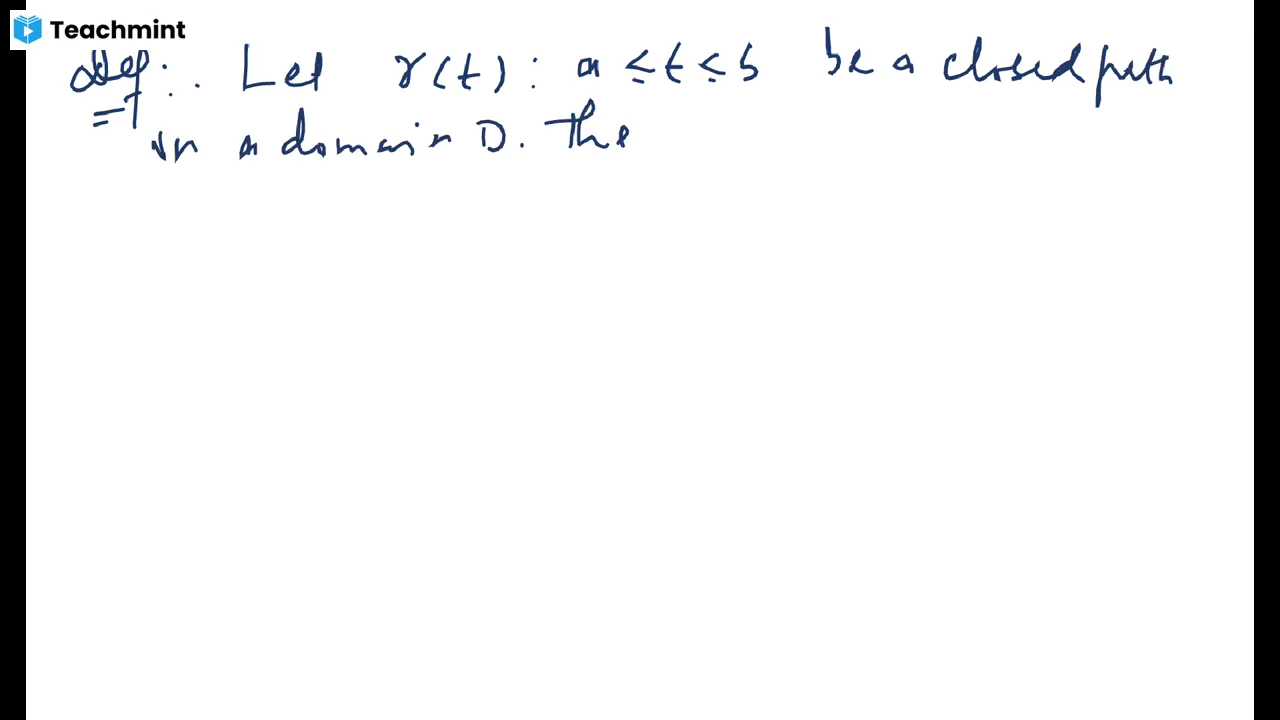 Teachmint
Def: Let γ(t): a ≤ t ≤ b be a closed path
in a domain D. The